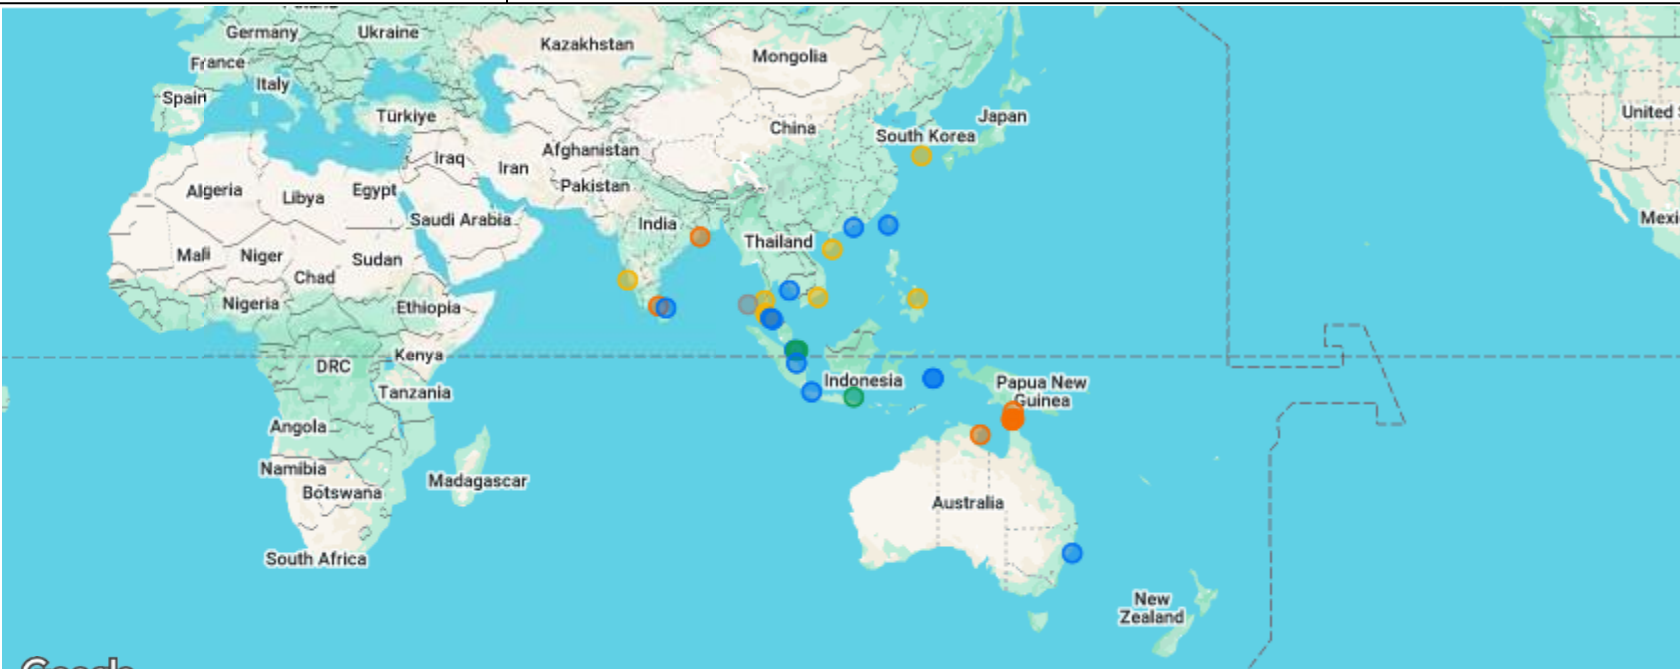 Germany
Ukraine
Kazakhstan
Mongolia
France
Italy
Spain
Türkiye
Japan
United
China
South Korea
Afghanistan
Iraq
Iran
Pakistan
Algeria
Libya
Egypt
Saudi Arabia
India
Mexi
Thailand
Mali
Niger
Sudan
Chad
Nigeria
Ethiopia
Kenya
DRC
Indonesia
Papua New
Guinea
Tanzania
Angola
Namibia
Botswana
Madagascar
Australia
South Africa
New
Zealand
Google